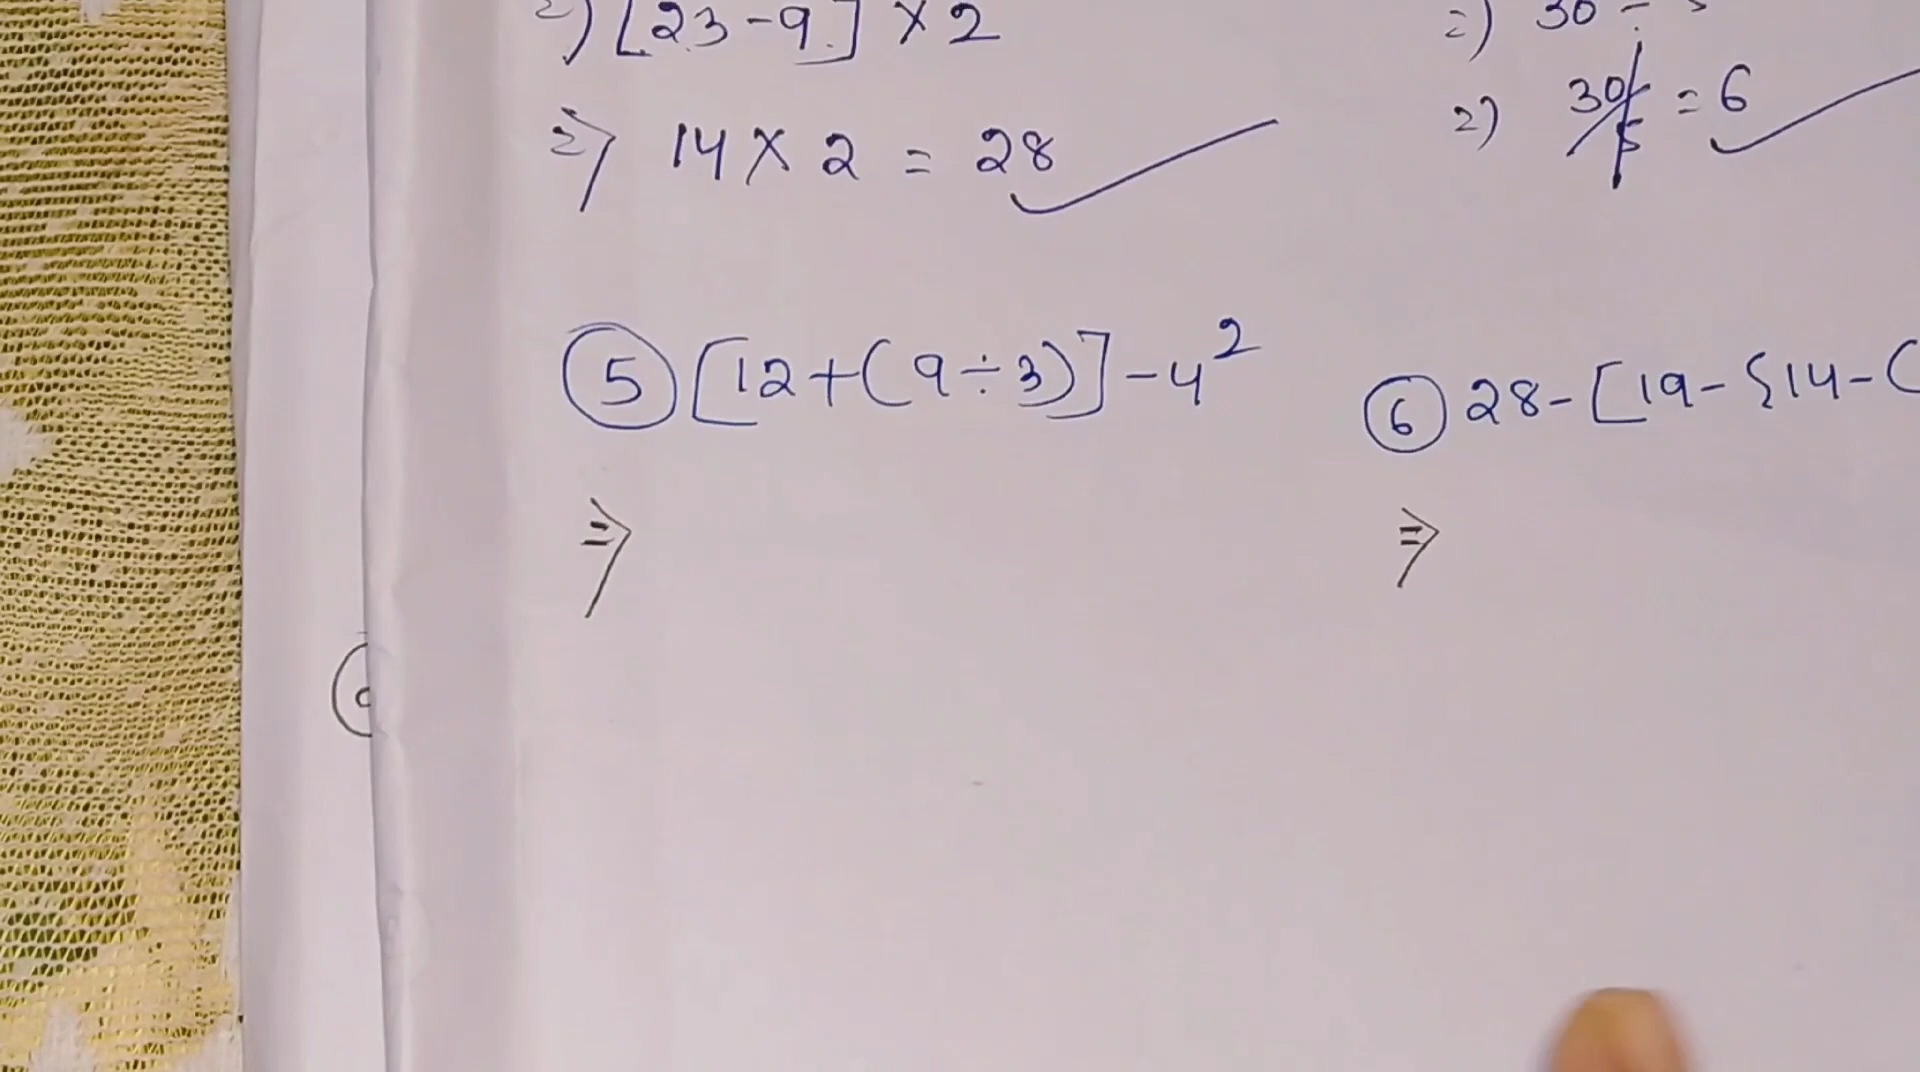 ⇒ [23-9] × 2
⇒ 14 × 2 = 28
⇒ 30 ÷
⇒ 30/5 = 6
⑤ [12+(9÷3)]-4²
⇒
⑥ 28-[19-{14-(
⇒